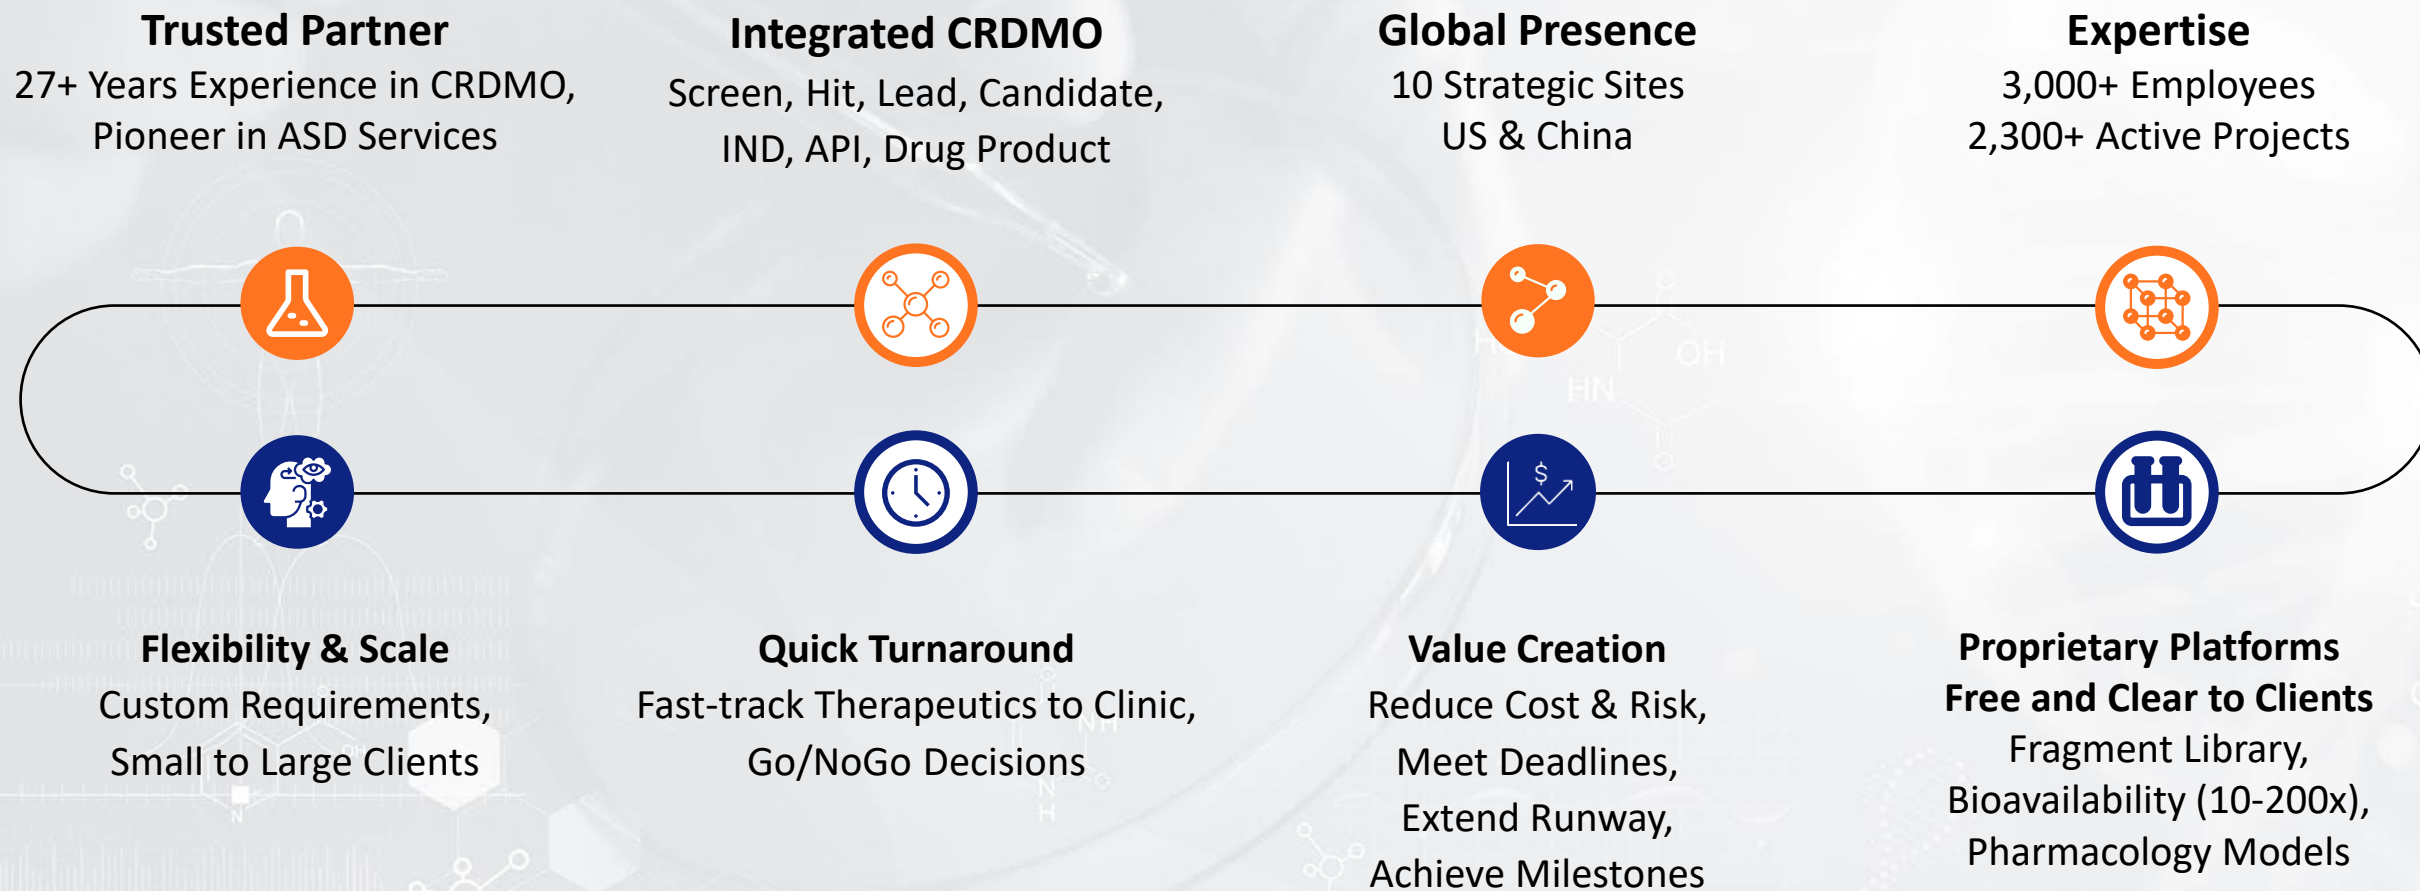 Trusted Partner
27+ Years Experience in CRDMO,
Pioneer in ASD Services
Integrated CRDMO
Screen, Hit, Lead, Candidate,
IND, API, Drug Product
Global Presence
10 Strategic Sites
US & China
Expertise
3,000+ Employees
2,300+ Active Projects
$
H
OH
HN
Flexibility & Scale
Custom Requirements,
Small to Large Clients
OH
N
Quick Turnaround
Fast-track Therapeutics to Clinic,
Go/NoGo Decisions
NH
O
N
H
Value Creation
Reduce Cost & Risk,
Meet Deadlines,
Extend Runway,
Achieve Milestones
Proprietary Platforms
Free and Clear to Clients
Fragment Library,
Bioavailability (10-200x),
Pharmacology Models